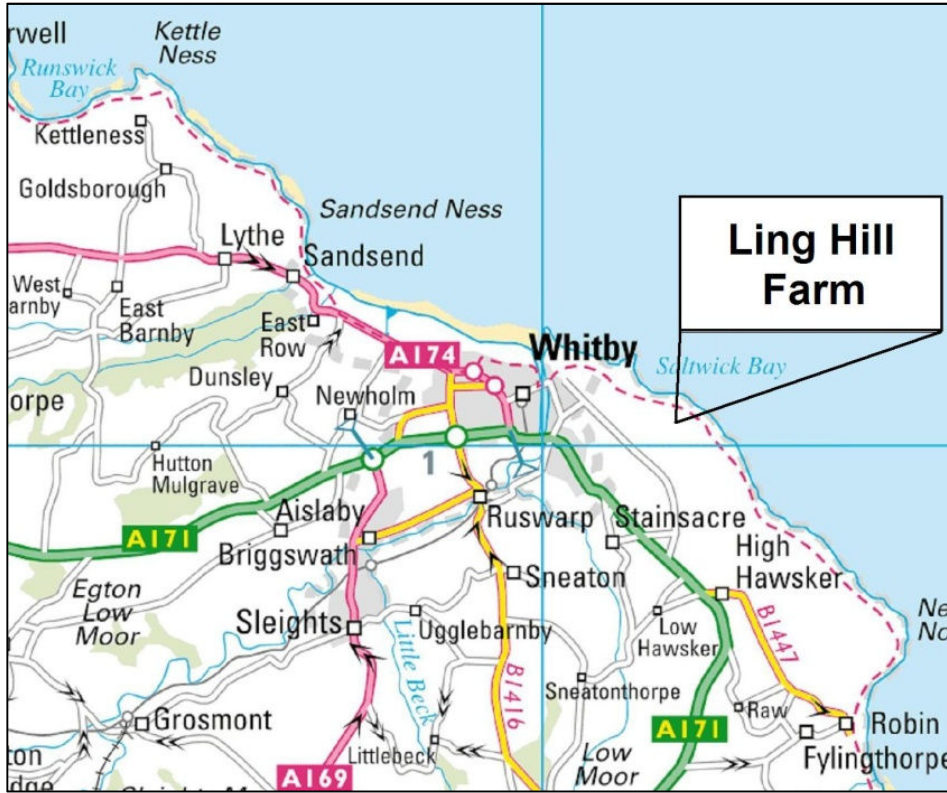 rwell
Kettle
Ness
Runswick
Bay
Kettleness
Goldsborough
Sandsend Ness
Lythe
Sandsend
West
arnby
East
Barnby
East
Row
Ling Hill
Farm
A174
Whitby
Saltwick Bay
Dunsley
Newholm
orpe
Hutton
Mulgrave
1
Aislaby
Ruswarp
Stainsacre
A171
Briggswath
High
Hawsker
Egton
Low
Moor
Sneaton
Sleights
Ugglebarnby
Low
Hawsker
B1447
Ne
No
Little Beck
B1416
Sneatonthorpe
Raw
Grosmont
A171
Robin
Fylingthorpe
ton
dge
Littlebeck
Low
Moor
A169